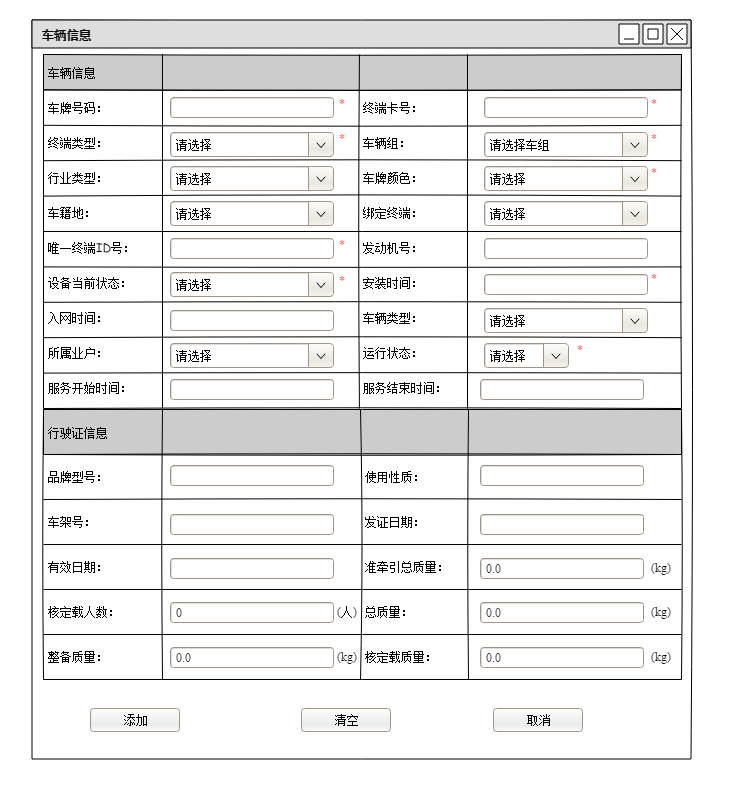 车辆信息
车辆信息
车牌号码： * 终端卡号： *
终端类型： 请选择 * 车辆组： 请选择车组 *
行业类型： 请选择 车牌颜色： 请选择 *
车籍地： 请选择 绑定终端： 请选择
唯一终端ID号： * 发动机号：
设备当前状态： 请选择 * 安装时间： *
入网时间： 车辆类型： 请选择
所属业户： 请选择 运行状态： 请选择 *
服务开始时间： 服务结束时间：
行驶证信息
品牌型号： 使用性质：
车架号： 发证日期：
有效日期： 准牵引总质量： 0.0 (kg)
核定载人数： 0 (人) 总质量： 0.0 (kg)
整备质量： 0.0 (kg) 核定载质量： 0.0 (kg)
添加 清空 取消